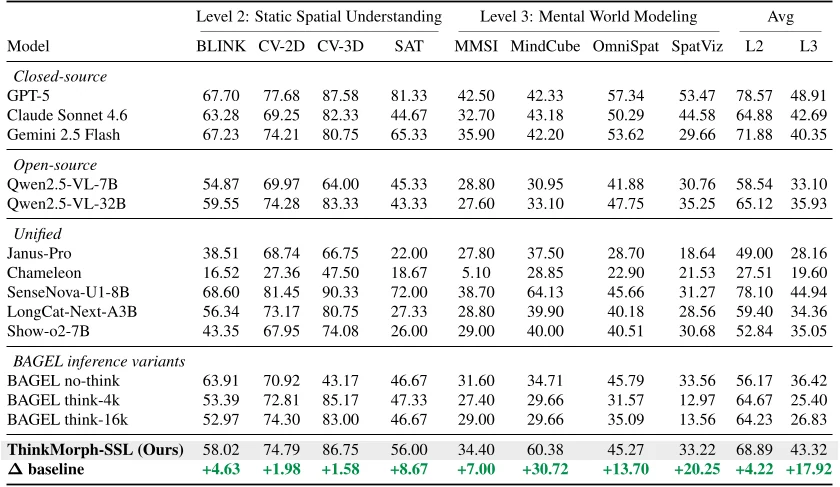 Level 2: Static Spatial Understanding Level 3: Mental World Modeling Avg
Model BLINK CV-2D CV-3D SAT MMSI MindCube OmniSpat SpatViz L2 L3
Closed-source
GPT-5 67.70 77.68 87.58 81.33 42.50 42.33 57.34 53.47 78.57 48.91
Claude Sonnet 4.6 63.28 69.25 82.33 44.67 32.70 43.18 50.29 44.58 64.88 42.69
Gemini 2.5 Flash 67.23 74.21 80.75 65.33 35.90 42.20 53.62 29.66 71.88 40.35
Open-source
Qwen2.5-VL-7B 54.87 69.97 64.00 45.33 28.80 30.95 41.88 30.76 58.54 33.10
Qwen2.5-VL-32B 59.55 74.28 83.33 43.33 27.60 33.10 47.75 35.25 65.12 35.93
Unified
Janus-Pro 38.51 68.74 66.75 22.00 27.80 37.50 28.70 18.64 49.00 28.16
Chameleon 16.52 27.36 47.50 18.67 5.10 28.85 22.90 21.53 27.51 19.60
SenseNova-U1-8B 68.60 81.45 90.33 72.00 38.70 64.13 45.66 31.27 78.10 44.94
LongCat-Next-A3B 56.34 73.17 80.75 27.33 28.80 39.90 40.18 28.56 59.40 34.36
Show-o2-7B 43.35 67.95 74.08 26.00 29.00 40.00 40.51 30.68 52.84 35.05
BAGEL inference variants
BAGEL no-think 63.91 70.92 43.17 46.67 31.60 34.71 45.79 33.56 56.17 36.42
BAGEL think-4k 53.39 72.81 85.17 47.33 27.40 29.66 31.57 12.97 64.67 25.40
BAGEL think-16k 52.97 74.30 83.00 46.67 29.00 29.66 35.09 13.56 64.23 26.83
ThinkMorph-SSL (Ours) 58.02 74.79 86.75 56.00 34.40 60.38 45.27 33.22 68.89 43.32
Δ baseline +4.63 +1.98 +1.58 +8.67 +7.00 +30.72 +13.70 +20.25 +4.22 +17.92